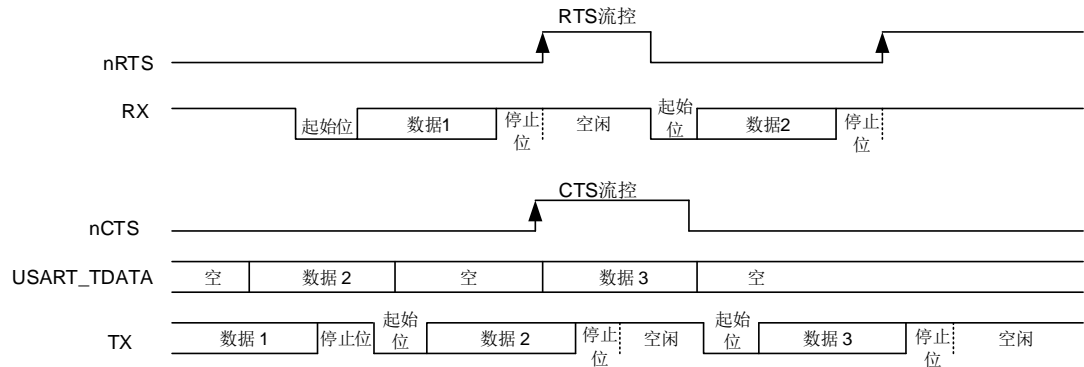 RTS流控
nRTS
RX
起始位
数据1
停止
位
空闲
起始
位
数据2
停止
位
CTS流控
nCTS
USART_TDATA
空
数据 2
空
数据 3
空
TX
数据 1
停止位
起始
位
数据 2
停止
位
空闲
起始
位
数据 3
停止
位
空闲